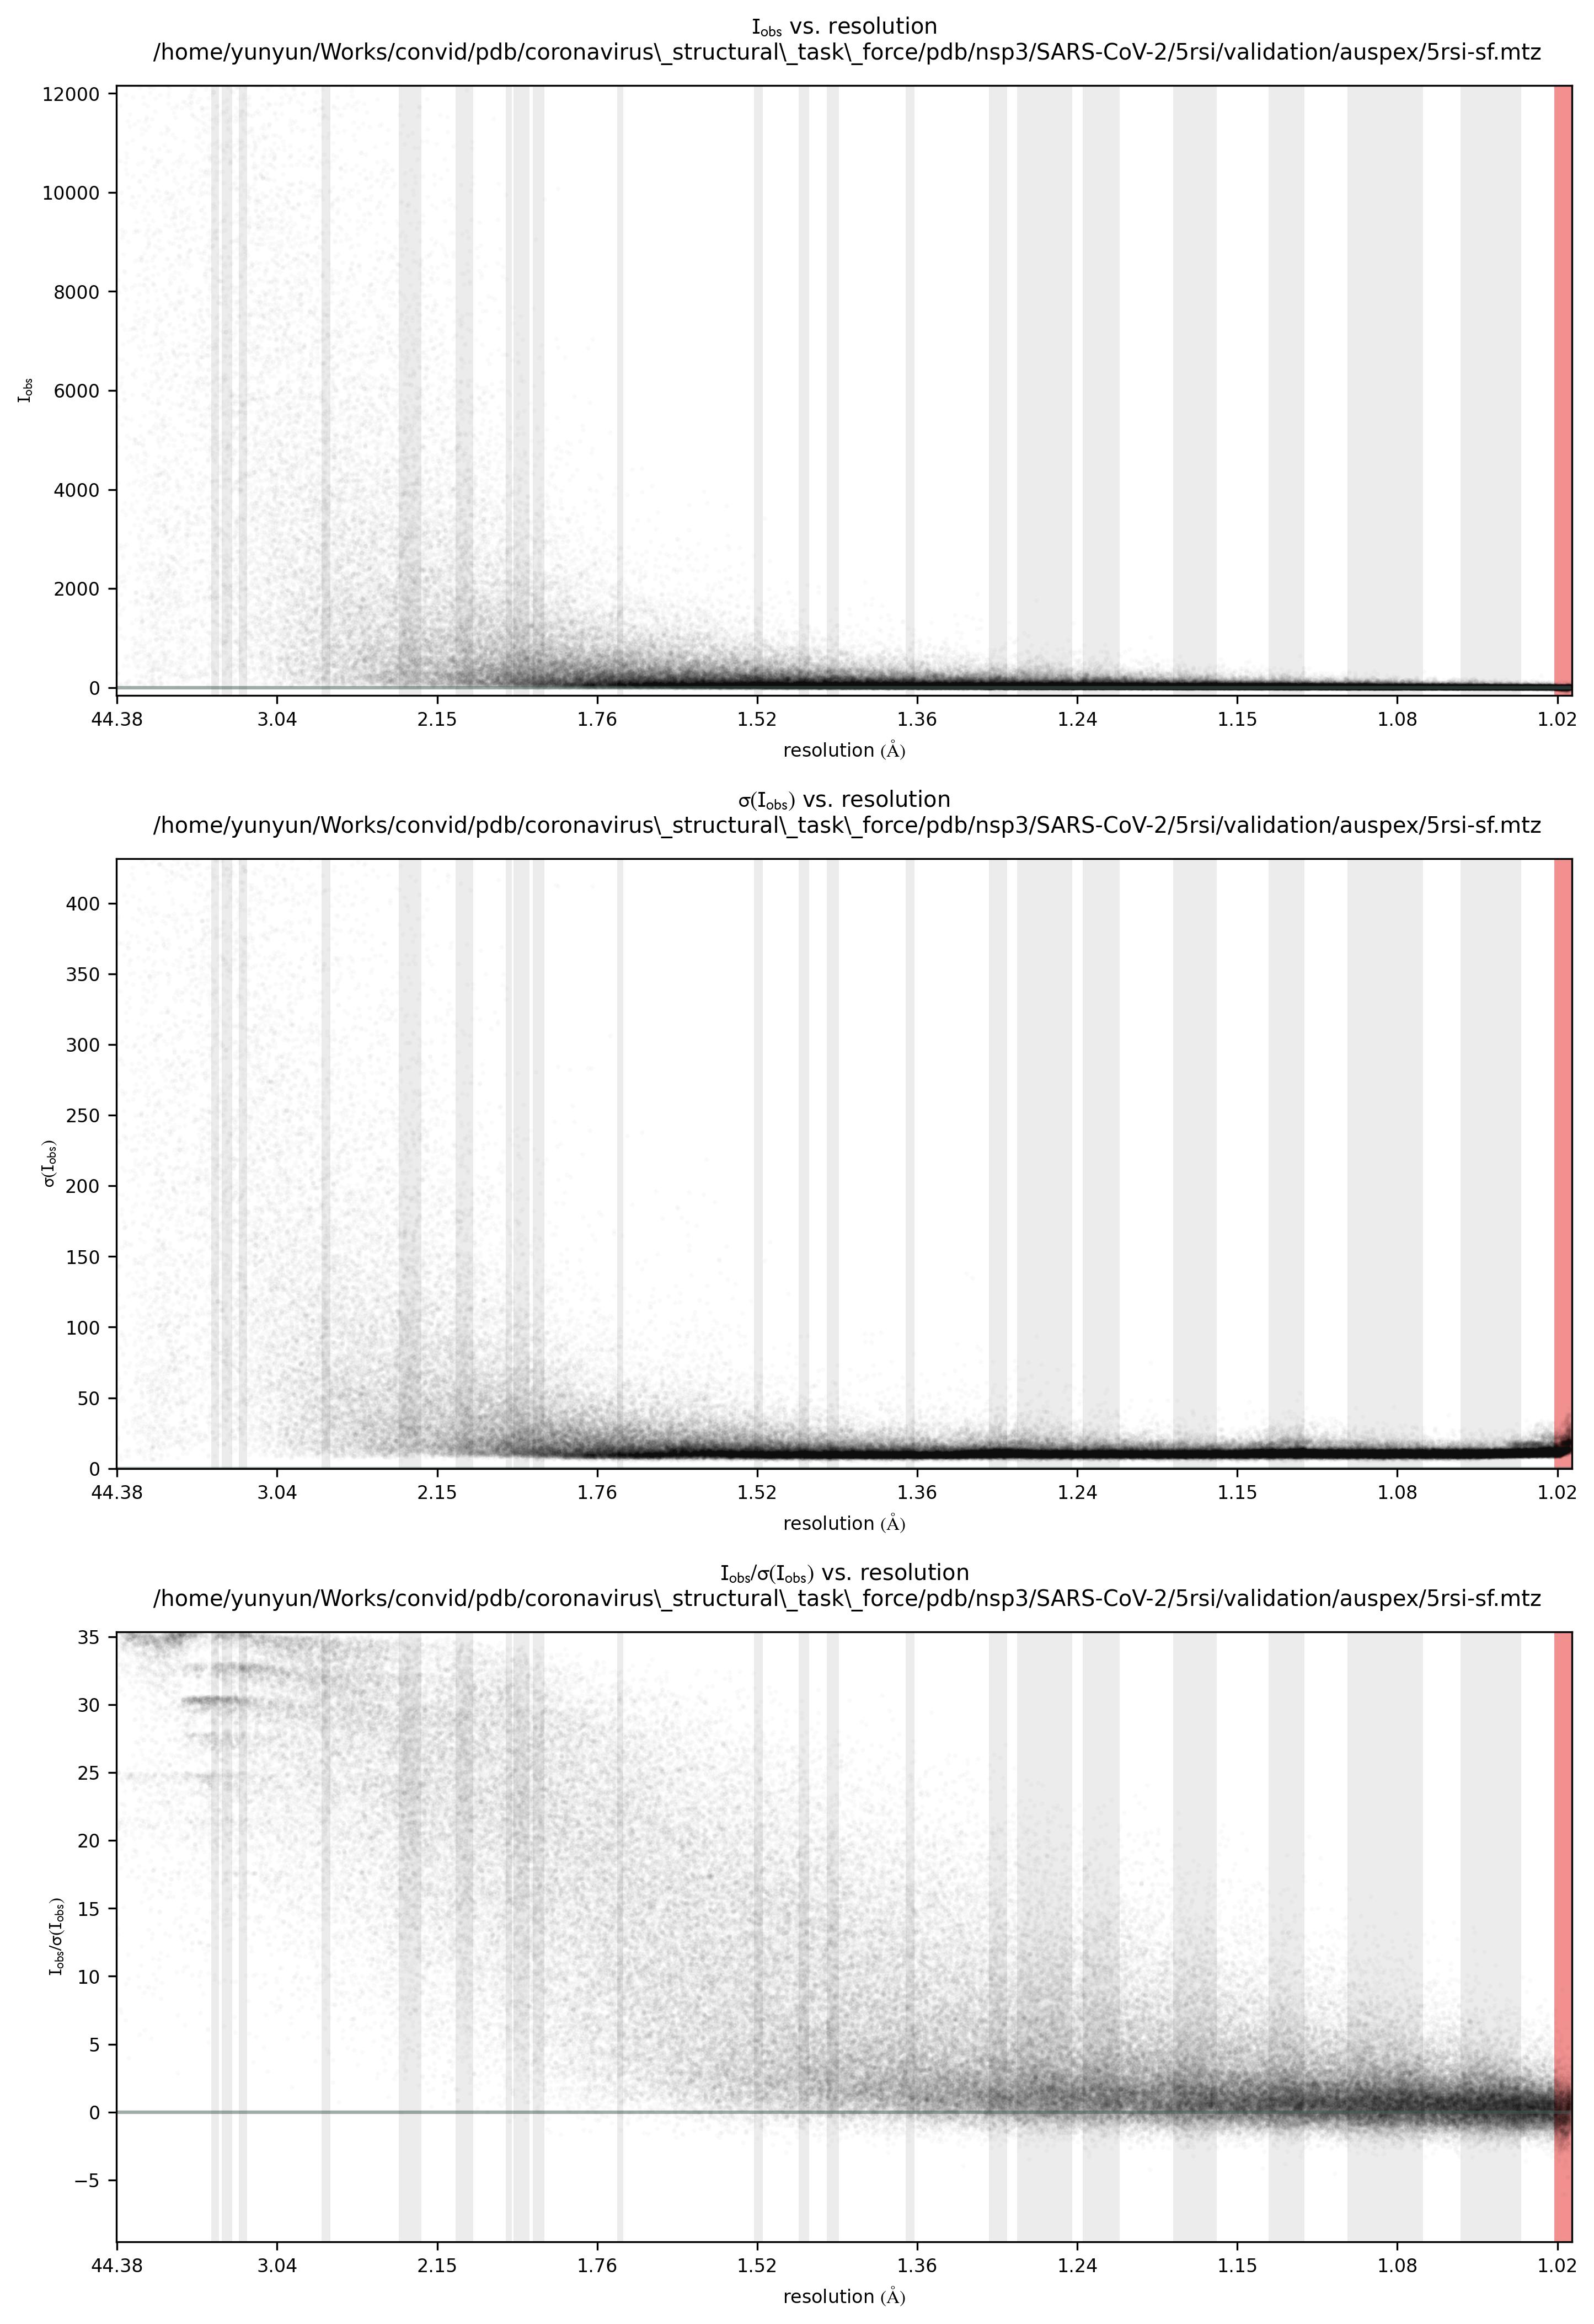 I_obs vs. resolution
/home/yunyun/Works/convid/pdb/coronavirus\_structural\_task\_force/pdb/nsp3/SARS-CoV-2/5rsi/validation/auspex/5rsi-sf.mtz
12000
10000
8000
6000
4000
2000
0
I_obs
44.38 3.04 2.15 1.76 1.52 1.36 1.24 1.15 1.08 1.02
resolution (Å)
σ(I_obs) vs. resolution
/home/yunyun/Works/convid/pdb/coronavirus\_structural\_task\_force/pdb/nsp3/SARS-CoV-2/5rsi/validation/auspex/5rsi-sf.mtz
400
350
300
250
200
150
100
50
0
σ(I_obs)
44.38 3.04 2.15 1.76 1.52 1.36 1.24 1.15 1.08 1.02
resolution (Å)
I_obs/σ(I_obs) vs. resolution
/home/yunyun/Works/convid/pdb/coronavirus\_structural\_task\_force/pdb/nsp3/SARS-CoV-2/5rsi/validation/auspex/5rsi-sf.mtz
35
30
25
20
15
10
5
0
−5
I_obs/σ(I_obs)
44.38 3.04 2.15 1.76 1.52 1.36 1.24 1.15 1.08 1.02
resolution (Å)